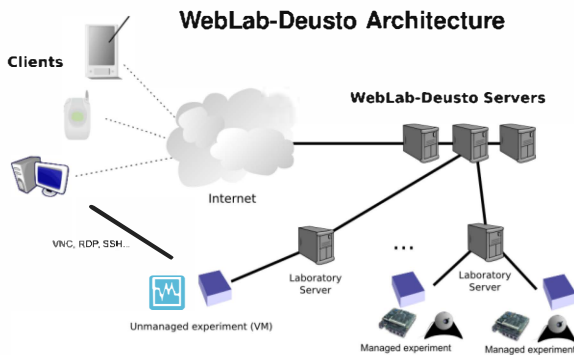 WebLab-Deusto Architecture
Clients
WebLab-Deusto Servers
Internet
VNC, RDP, SSH...
Laboratory
Server
...
Laboratory
Server
Unmanaged experiment (VM)
Managed experiment
Managed experiment